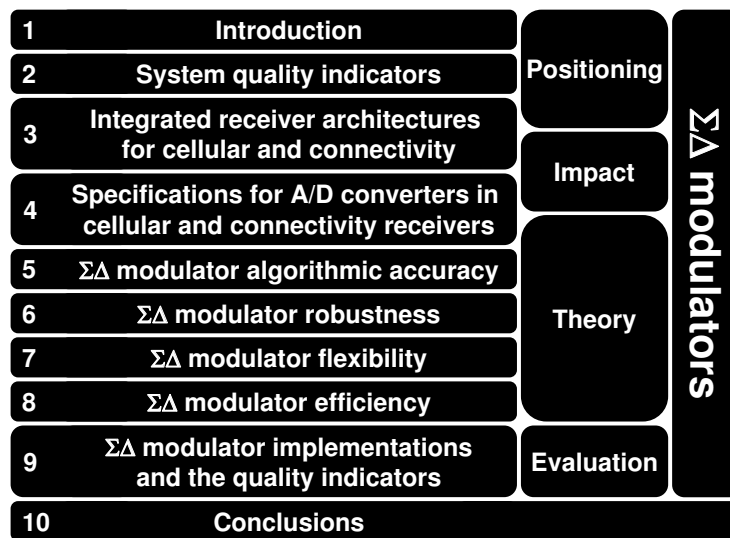 1 Introduction
2 System quality indicators
3 Integrated receiver architectures
for cellular and connectivity
4 Specifications for A/D converters in
cellular and connectivity receivers
5 ΣΔ modulator algorithmic accuracy
6 ΣΔ modulator robustness
7 ΣΔ modulator flexibility
8 ΣΔ modulator efficiency
9 ΣΔ modulator implementations
and the quality indicators
10 Conclusions
Positioning
Impact
Theory
Evaluation
ΣΔ modulators